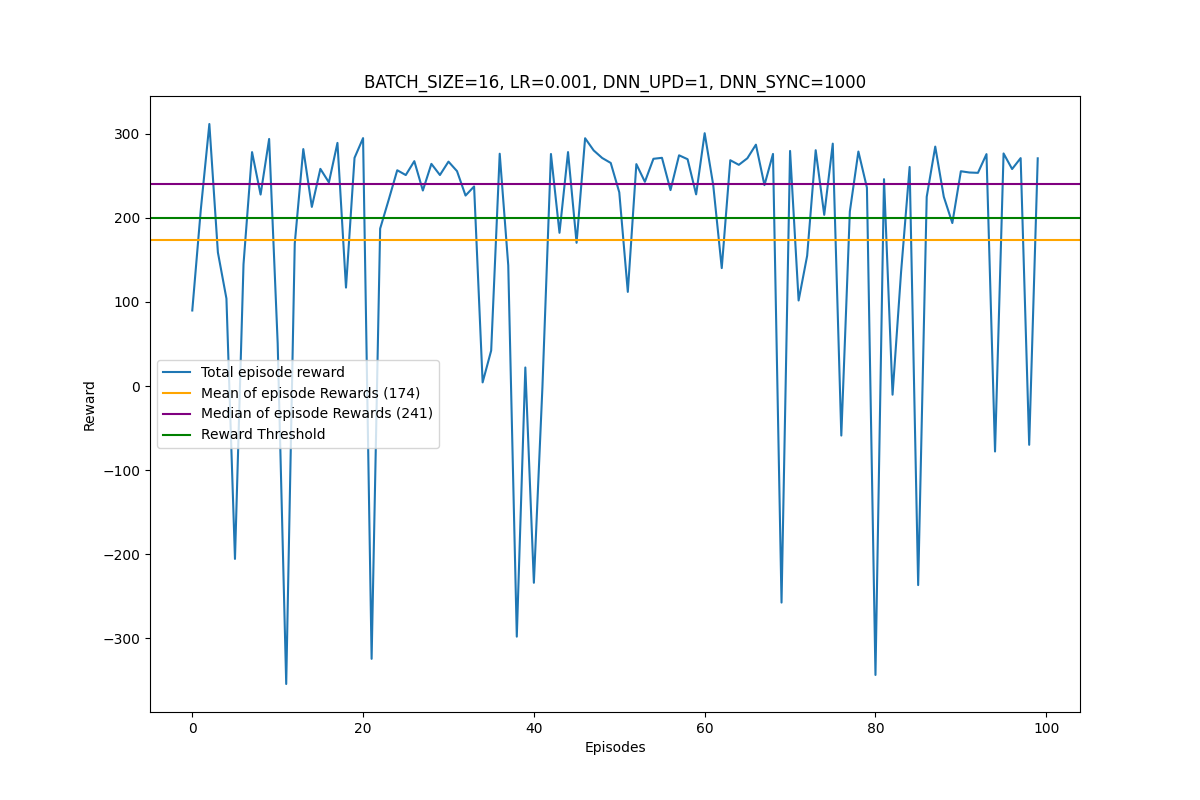 BATCH_SIZE=16, LR=0.001, DNN_UPD=1, DNN_SYNC=1000
300
200
100
0
−100
−200
−300
Reward
Total episode reward
Mean of episode Rewards (174)
Median of episode Rewards (241)
Reward Threshold
0 20 40 60 80 100
Episodes